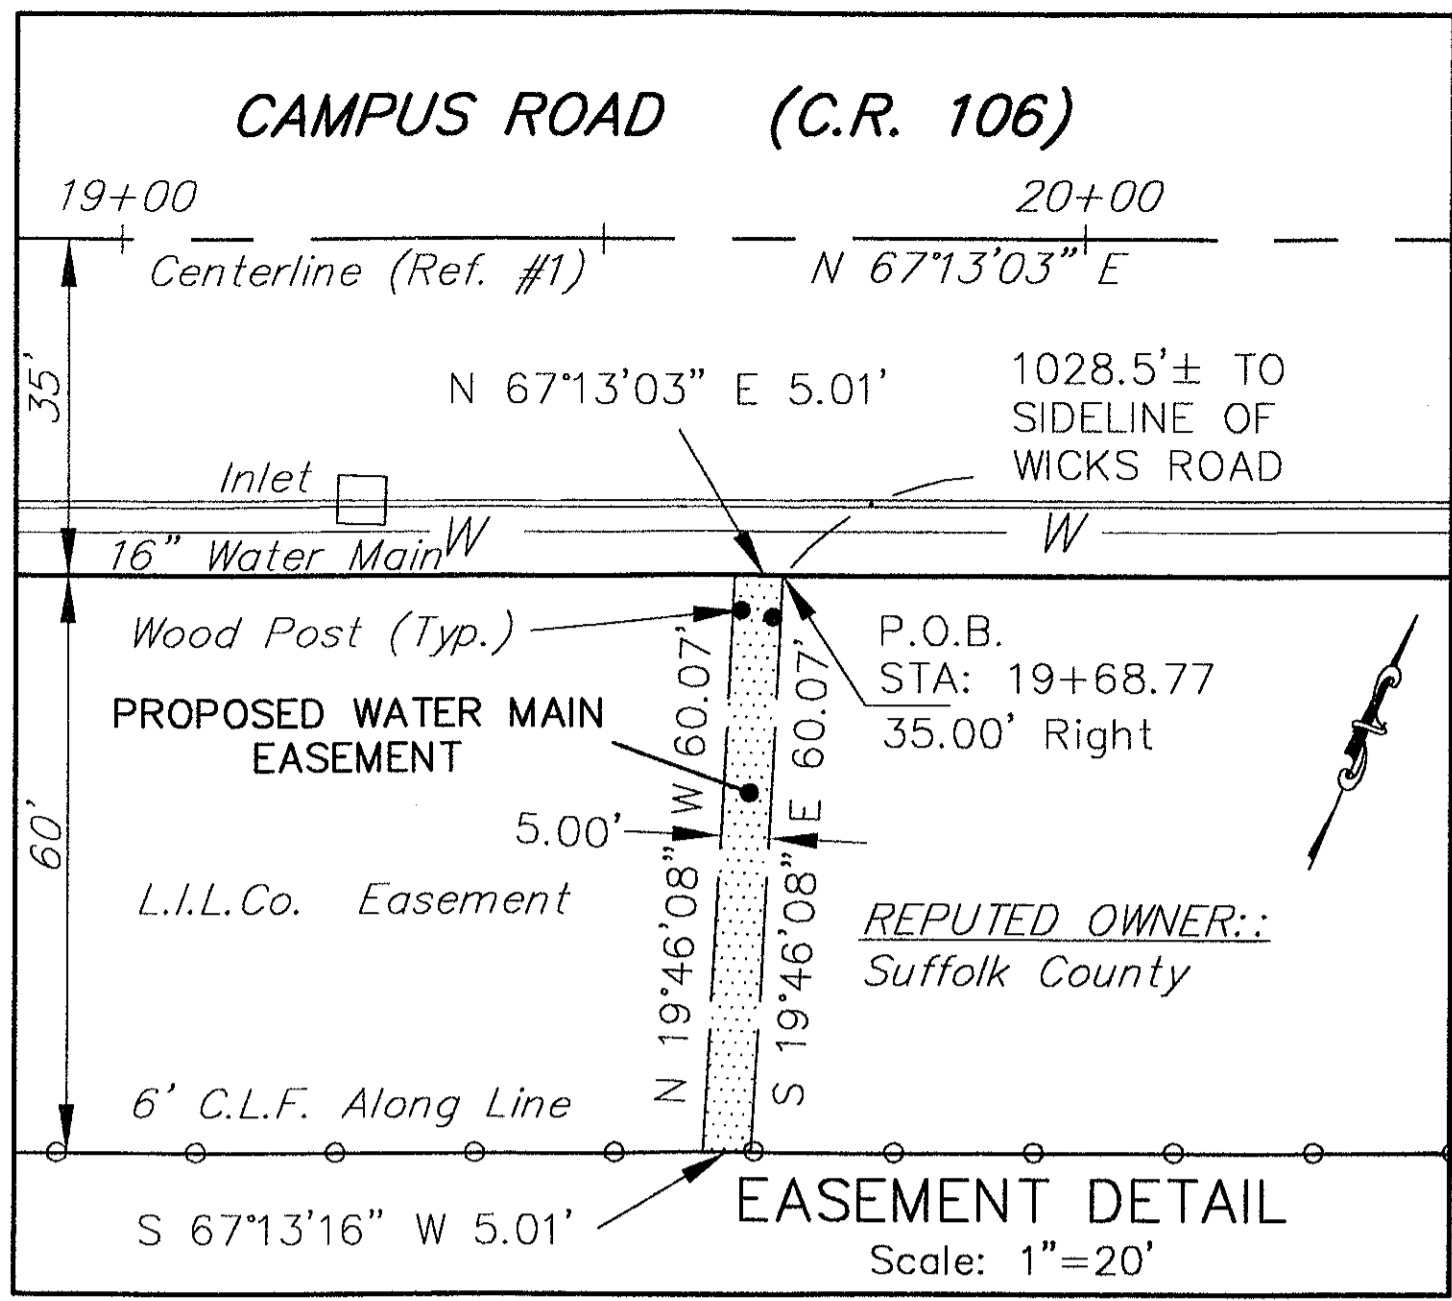 CAMPUS ROAD (C.R. 106)
19+00
20+00
Centerline (Ref. #1)
N 67°13'03" E
35'
N 67°13'03" E 5.01'
1028.5'± TO
SIDELINE OF
WICKS ROAD
Inlet
16" Water Main
W
W
Wood Post (Typ.)
P.O.B.
STA: 19+68.77
35.00' Right
PROPOSED WATER MAIN
EASEMENT
N 19°46'08" W 60.07'
S 19°46'08" E 60.07'
5.00'
60'
L.I.L.Co. Easement
REPUTED OWNER::
Suffolk County
6' C.L.F. Along Line
S 67°13'16" W 5.01'
EASEMENT DETAIL
Scale: 1"=20'